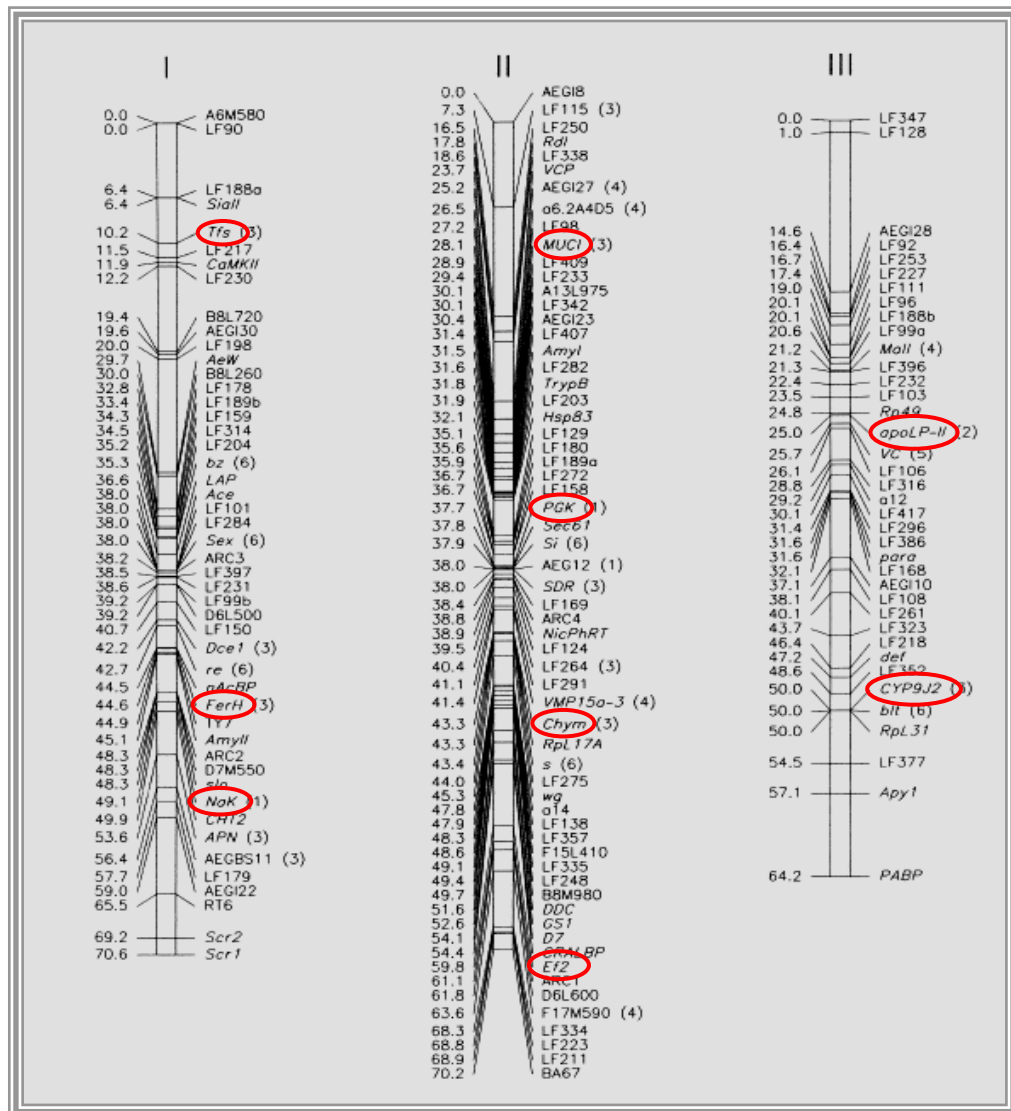 I
0.0 A6M580
0.0 LF90
6.4 LF188a
6.4 SialI
10.2 Tfs (3)
11.5 LF217
11.9 CaMKII
12.2 LF230
19.4 B8L720
19.6 AEGI30
20.0 LF198
29.7 AeW
30.0 B8L260
32.8 LF178
33.4 LF189b
34.3 LF159
34.5 LF314
35.2 LF204
35.3 bz (6)
36.6 LAP
38.0 Ace
38.0 LF101
38.0 LF284
38.0 Sex (6)
38.2 ARC3
38.5 LF397
38.6 LF231
39.2 LF99b
39.2 D6L500
40.7 LF150
42.2 Dce1 (3)
42.7 re (6)
44.5
44.6 FerH (3)
44.9 TY7
45.1 AmyII
48.3 ARC2
48.3 D7M550
48.3 slo
49.1 NaK (1)
49.9 CHT2
53.6 APN (3)
56.4 AEGBS11 (3)
57.7 LF179
59.0 AEGI22
65.5 RT6
69.2 Scr2
70.6 Scr1
II
0.0 AEGI8
7.3 LF115 (3)
16.5 LF250
17.8 Rdl
18.6 LF338
23.7 VCP
25.2 AEGI27 (4)
26.5 a6.2A4D5 (4)
27.2 LF98
28.1 MUCI (3)
28.9 LF409
29.4 LF233
30.1 A13L975
30.1 LF342
30.4 AEGI23
31.4 LF407
31.5 AmyI
31.6 LF282
31.8 TrypB
31.9 LF203
32.1 Hsp83
35.1 LF129
35.6 LF180
35.9 LF189a
36.7 LF272
36.7 LF158
37.7 PGK (1)
37.8 Sec61
37.9 Si (6)
38.0 AEG12 (1)
38.0 SDR (3)
38.4 LF169
38.8 ARC4
38.9 NicPhRT
39.5 LF124
40.4 LF264 (3)
41.1 LF291
41.4 VMP15a-3 (4)
43.3 Chym (3)
43.3 RpL17A
43.4 s (6)
44.0 LF275
45.3 wg
47.8 a14
47.9 LF138
48.3 LF357
48.6 F15L410
49.1 LF335
49.4 LF248
49.7 B8M980
51.6 DDC
52.6 GS1
54.1 D7
54.4 CRALBP
59.8 Ef2
61.1 ARC1
61.8 D6L600
63.6 F17M590 (4)
68.3 LF334
68.8 LF223
68.9 LF211
70.2 BA67
III
0.0 LF347
1.0 LF128
14.6 AEGI28
16.4 LF92
16.7 LF253
17.4 LF227
19.0 LF111
20.1 LF96
20.1 LF188b
20.6 LF99a
21.2 MalI (4)
21.3 LF396
22.4 LF232
23.5 LF103
24.8 Rp49
25.0 apoLP-II (2)
25.7 VC (5)
26.1 LF106
28.8 LF316
29.2 a12
30.1 LF417
31.4 LF296
31.6 LF386
31.6 para
32.1 LF168
37.1 AEGI10
38.1 LF108
40.1 LF261
43.7 LF323
46.4 LF218
47.2 def
48.6 LF352
50.0 CYP9J2
50.0 blt (6)
50.0 RpL31
54.5 LF377
57.1 Apy1
64.2 PABP